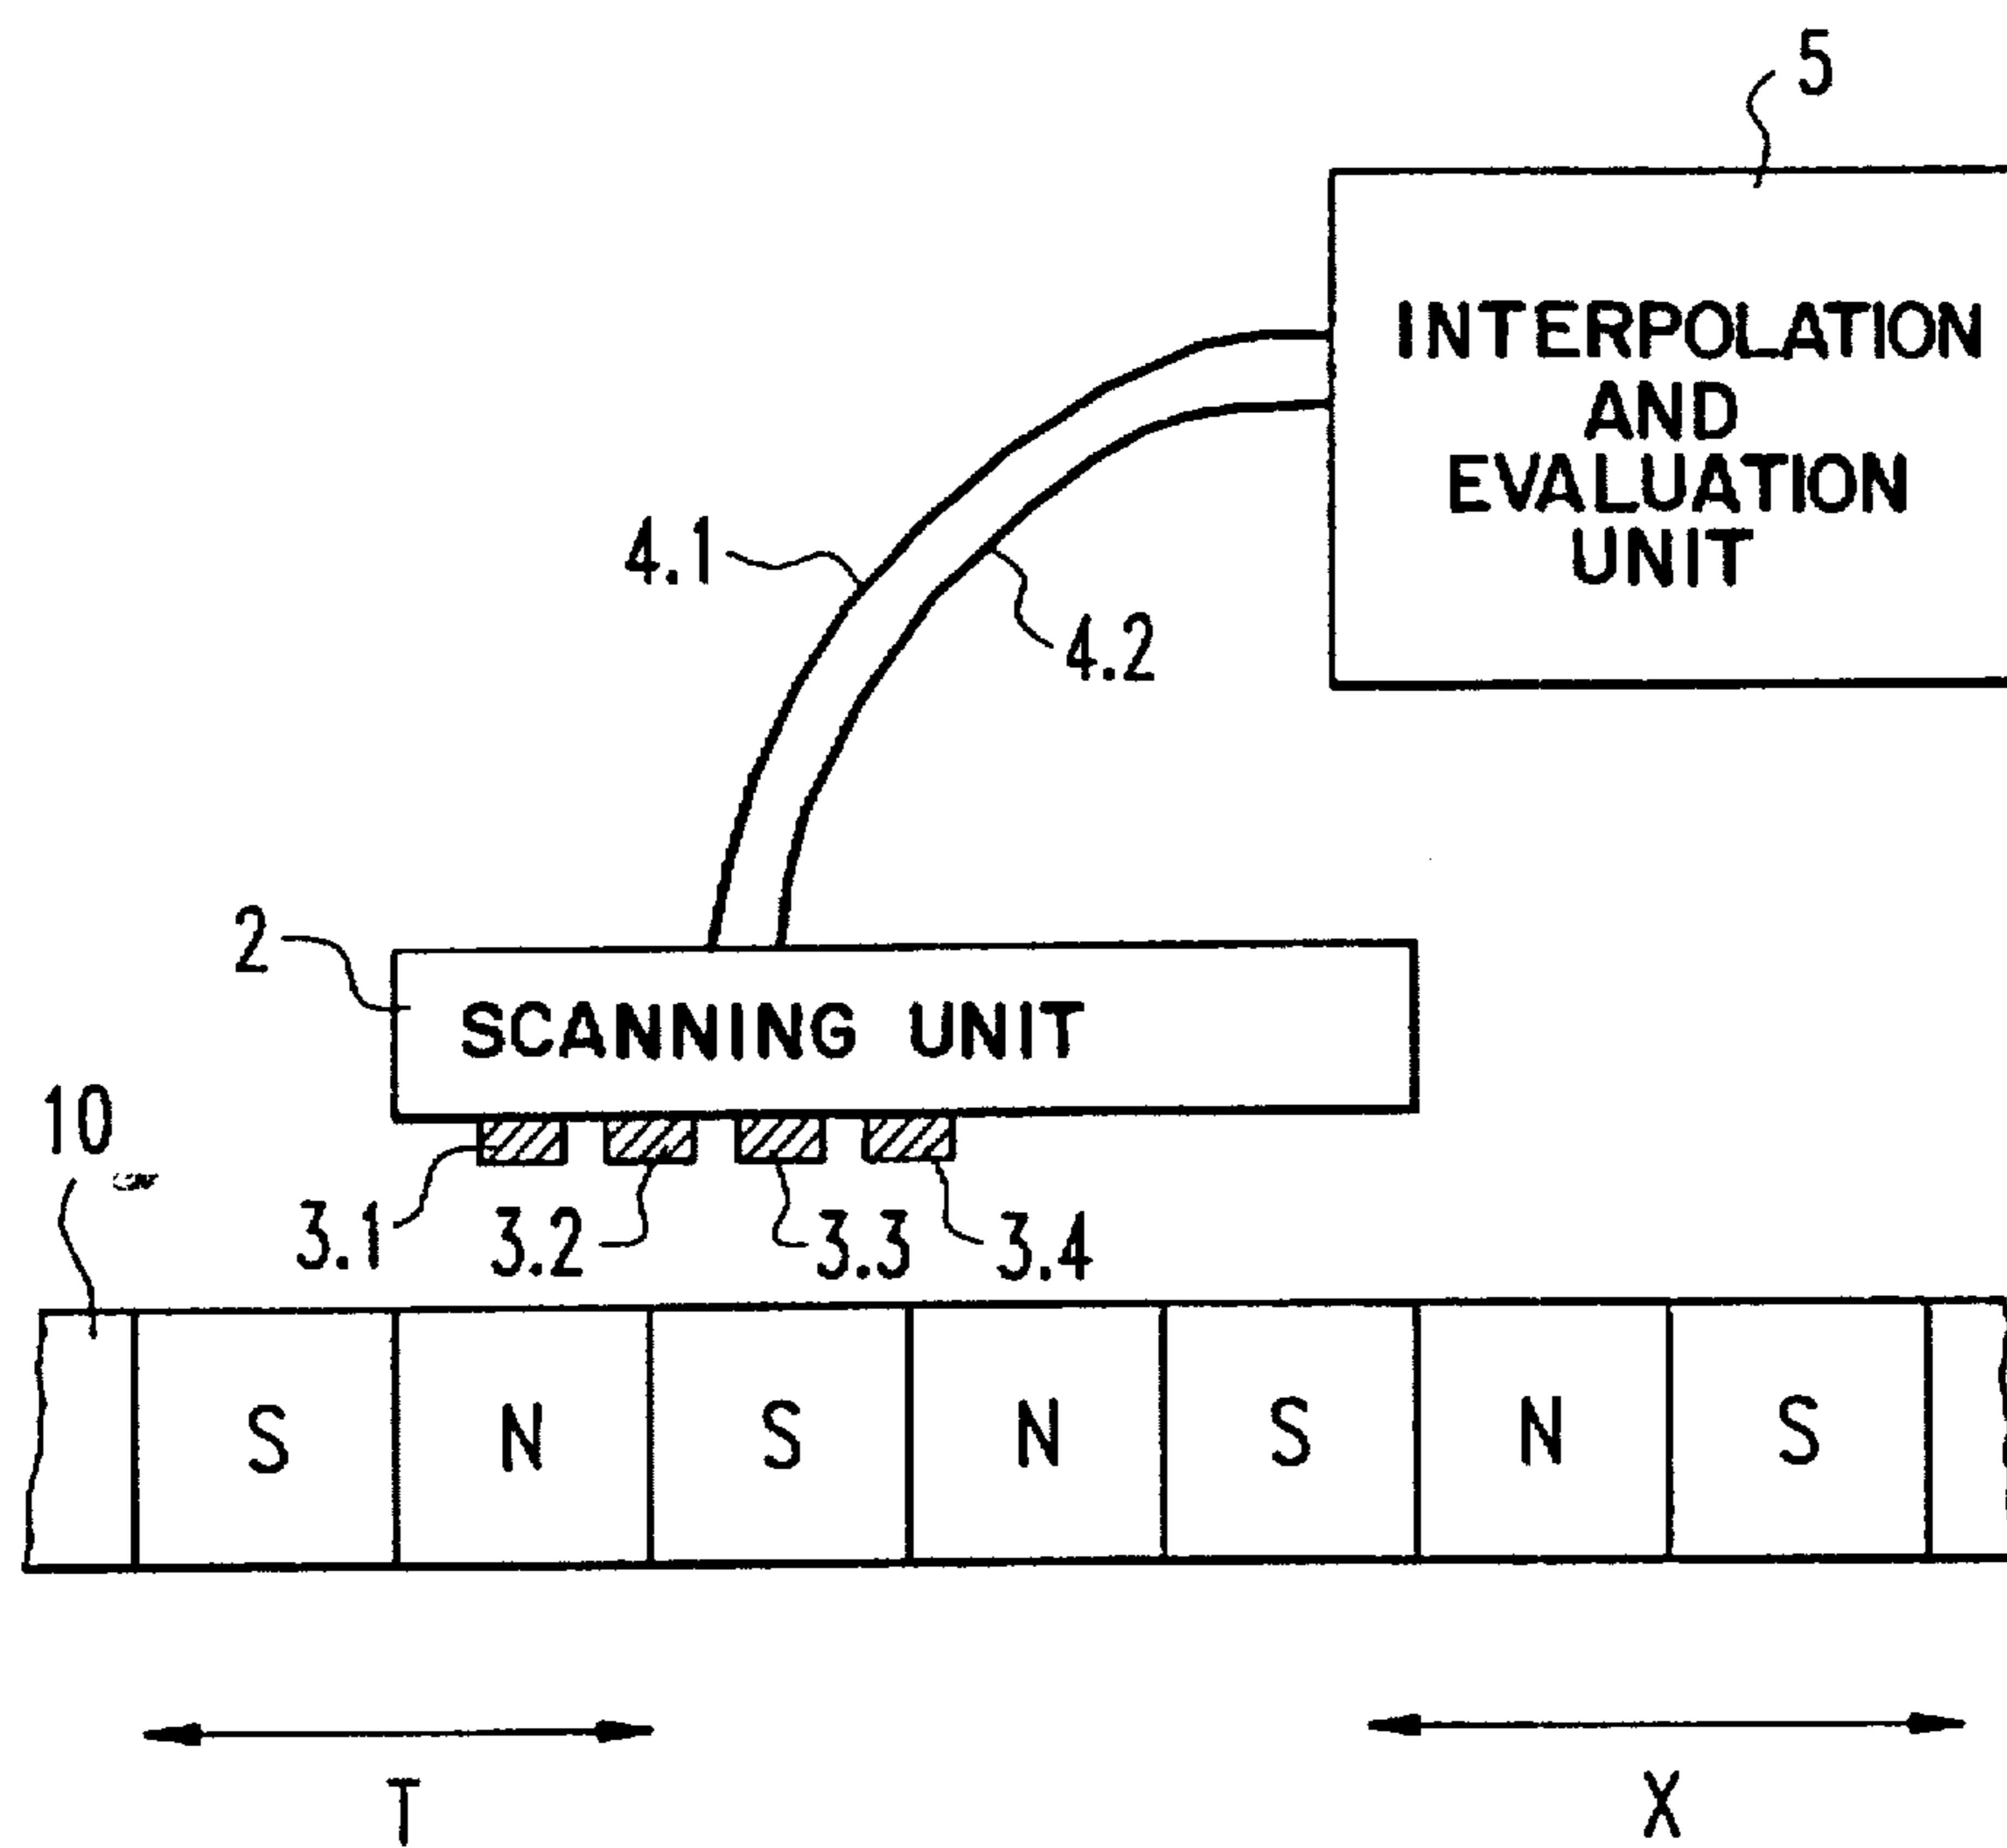 5
INTERPOLATION
AND
EVALUATION
UNIT
4.1
4.2
2
SCANNING UNIT
10
3.1
3.2
3.3
3.4
S N S N S N S
T
X